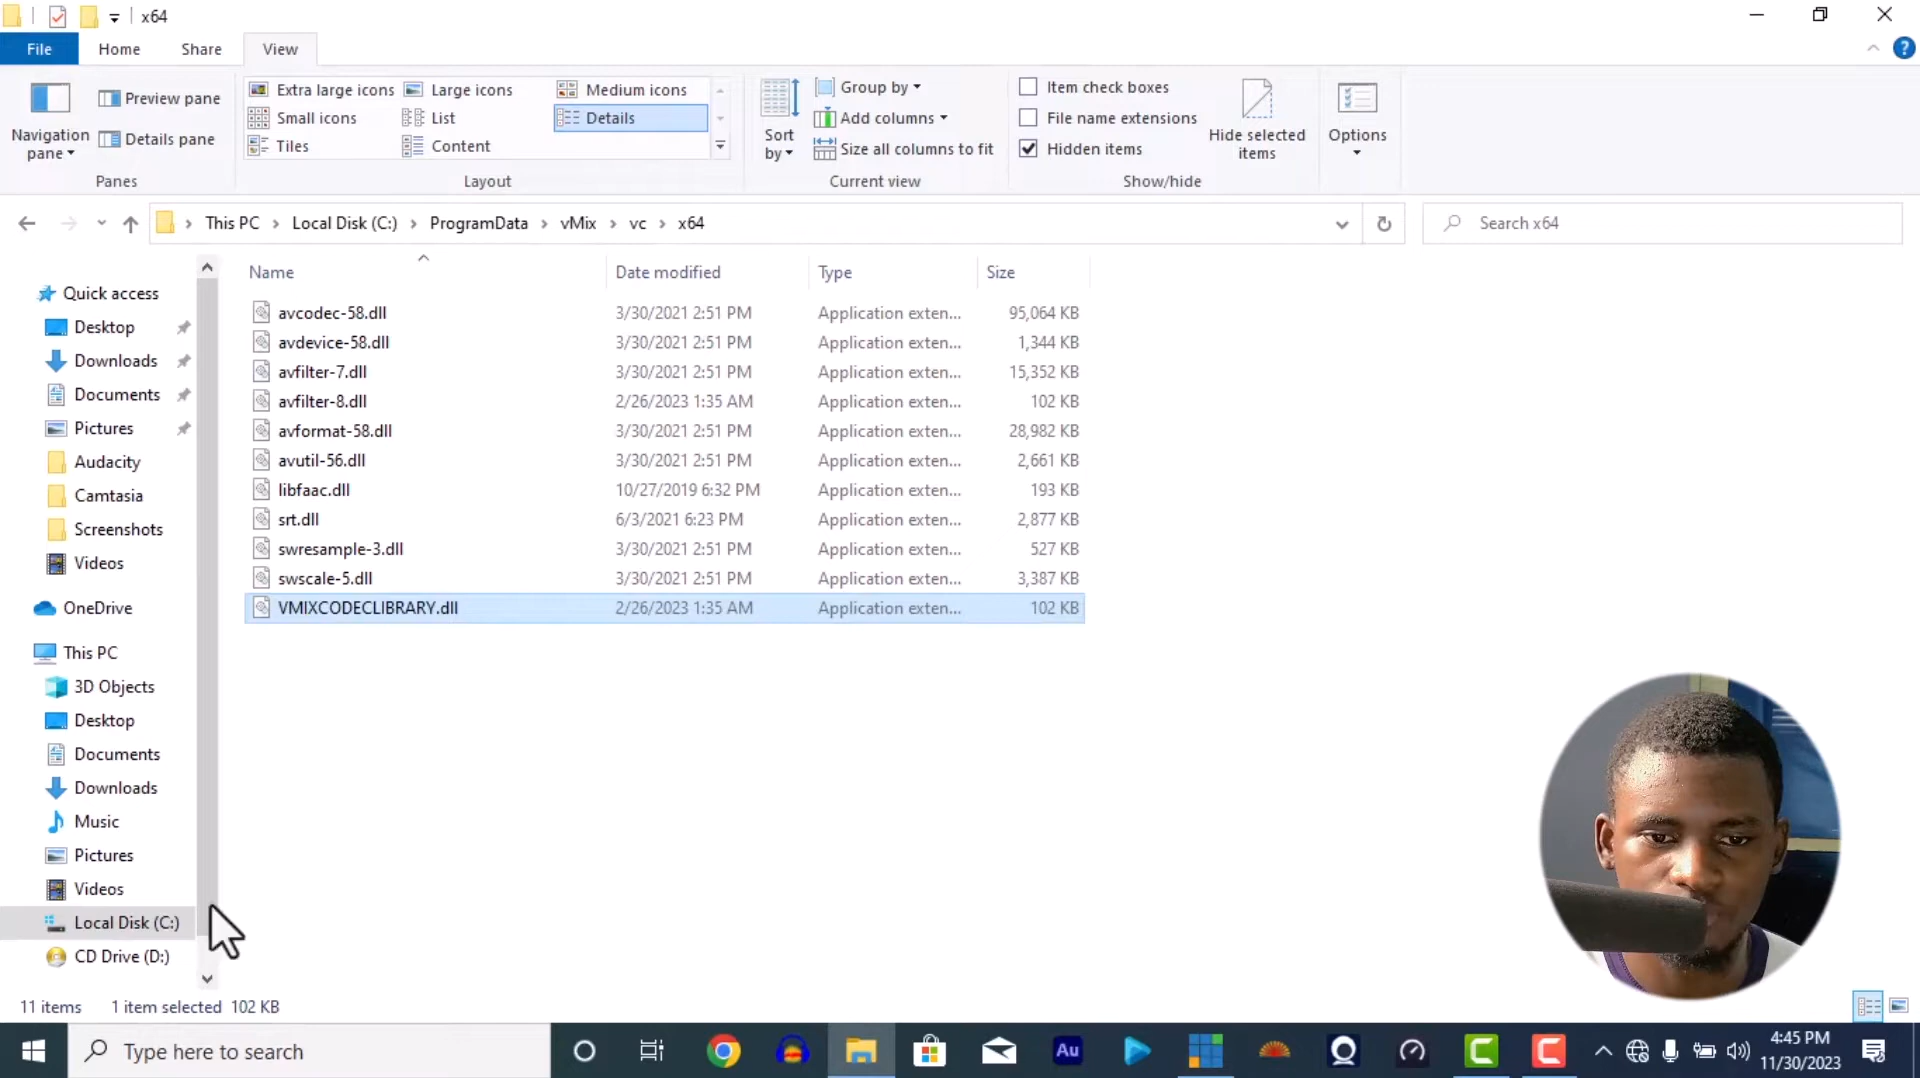 x64
File Home Share View
Navigation pane
Preview pane
Details pane
Panes
Extra large icons Large icons Medium icons
Small icons List Details
Tiles Content
Layout
Sort by
Group by
Add columns
Size all columns to fit
Current view
Item check boxes
File name extensions
Hidden items
Hide selected items
Show/hide
Options
This PC Local Disk (C:) ProgramData vMix vc x64
Search x64
Quick access
Desktop
Downloads
Documents
Pictures
Audacity
Camtasia
Screenshots
Videos
OneDrive
This PC
3D Objects
Desktop
Documents
Downloads
Music
Pictures
Videos
Local Disk (C:)
CD Drive (D:)
Name Date modified Type Size
avcodec-58.dll 3/30/2021 2:51 PM Application exten... 95,064 KB
avdevice-58.dll 3/30/2021 2:51 PM Application exten... 1,344 KB
avfilter-7.dll 3/30/2021 2:51 PM Application exten... 15,352 KB
avfilter-8.dll 2/26/2023 1:35 AM Application exten... 102 KB
avformat-58.dll 3/30/2021 2:51 PM Application exten... 28,982 KB
avutil-56.dll 3/30/2021 2:51 PM Application exten... 2,661 KB
libfaac.dll 10/27/2019 6:32 PM Application exten... 193 KB
srt.dll 6/3/2021 6:23 PM Application exten... 2,877 KB
swresample-3.dll 3/30/2021 2:51 PM Application exten... 527 KB
swscale-5.dll 3/30/2021 2:51 PM Application exten... 3,387 KB
VMIXCODECLIBRARY.dll 2/26/2023 1:35 AM Application exten... 102 KB
11 items 1 item selected 102 KB
Type here to search
Au
4:45 PM
11/30/2023